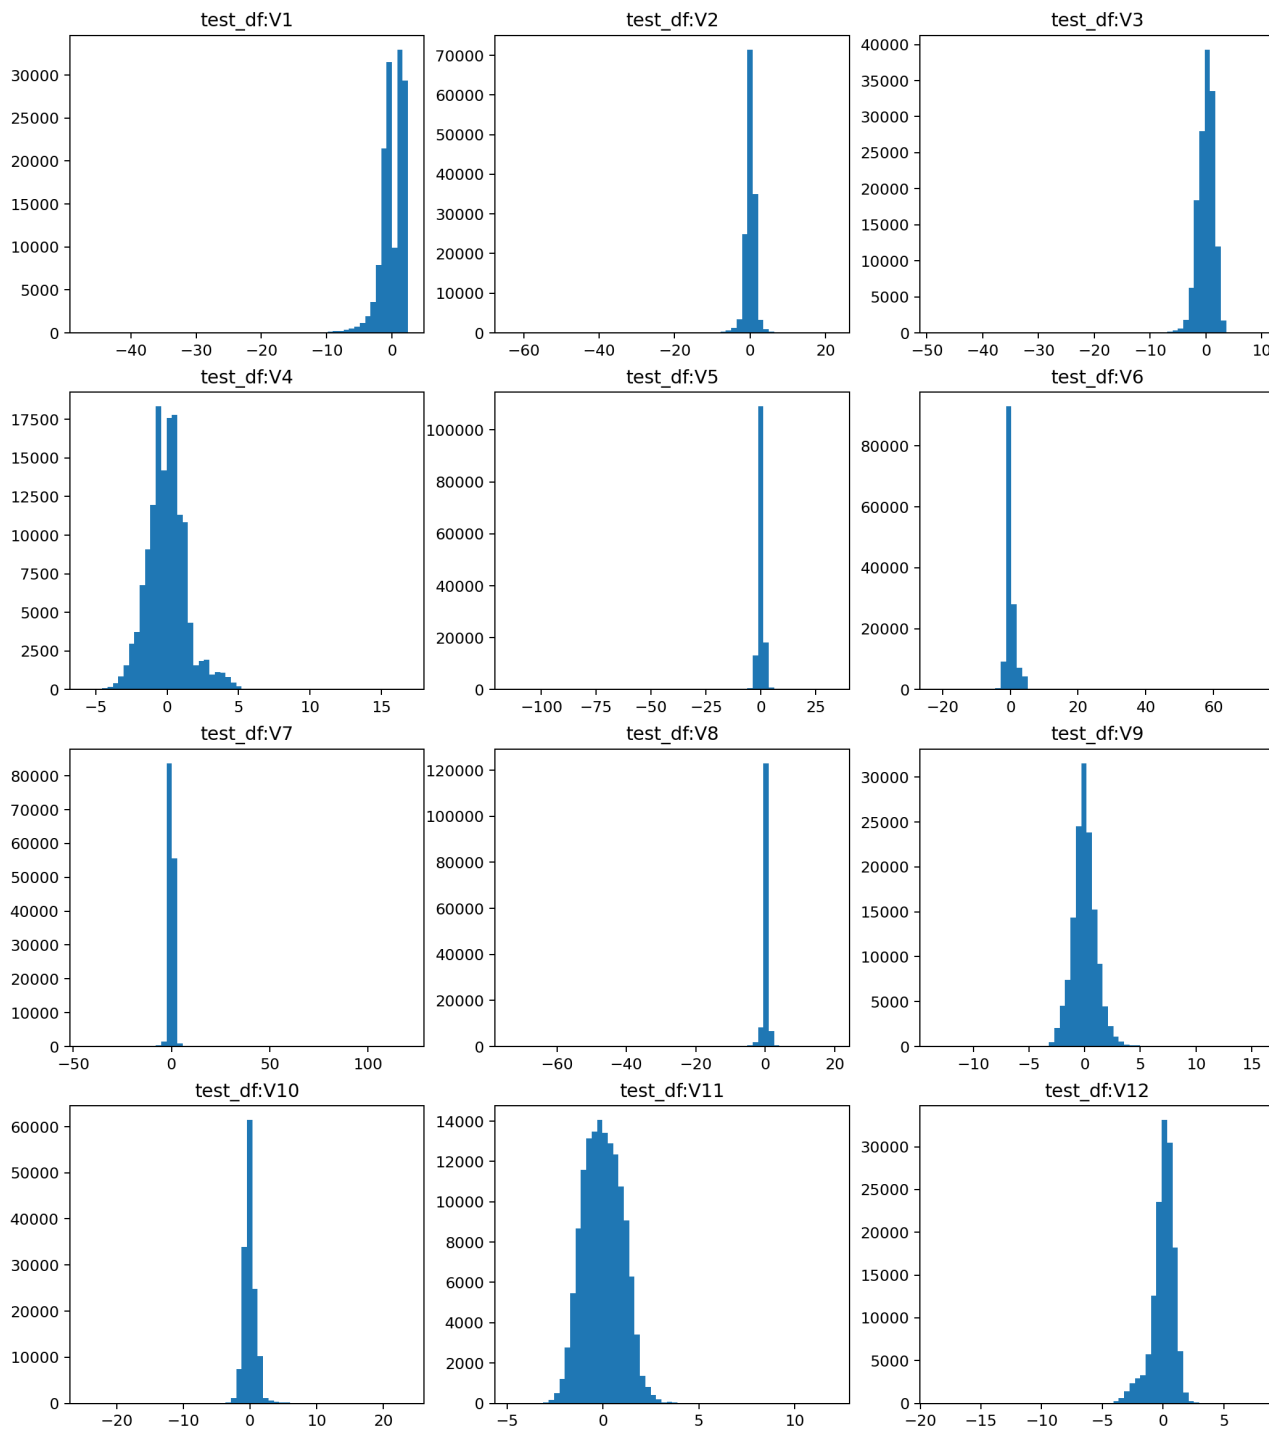 test_df:V1 test_df:V2 test_df:V3
30000 25000 20000 15000 10000 5000 0
−40 −30 −20 −10 0
70000 60000 50000 40000 30000 20000 10000 0
−60 −40 −20 0 20
40000 35000 30000 25000 20000 15000 10000 5000 0
−50 −40 −30 −20 −10 0 10
test_df:V4 test_df:V5 test_df:V6
17500 15000 12500 10000 7500 5000 2500 0
−5 0 5 10 15
100000 80000 60000 40000 20000 0
−100 −75 −50 −25 0 25
80000 60000 40000 20000 0
−20 0 20 40 60
test_df:V7 test_df:V8 test_df:V9
80000 70000 60000 50000 40000 30000 20000 10000 0
−50 0 50 100
120000 100000 80000 60000 40000 20000 0
−60 −40 −20 0 20
30000 25000 20000 15000 10000 5000 0
−10 −5 0 5 10 15
test_df:V10 test_df:V11 test_df:V12
60000 50000 40000 30000 20000 10000 0
−20 −10 0 10 20
14000 12000 10000 8000 6000 4000 2000 0
−5 0 5 10
30000 25000 20000 15000 10000 5000 0
−20 −15 −10 −5 0 5